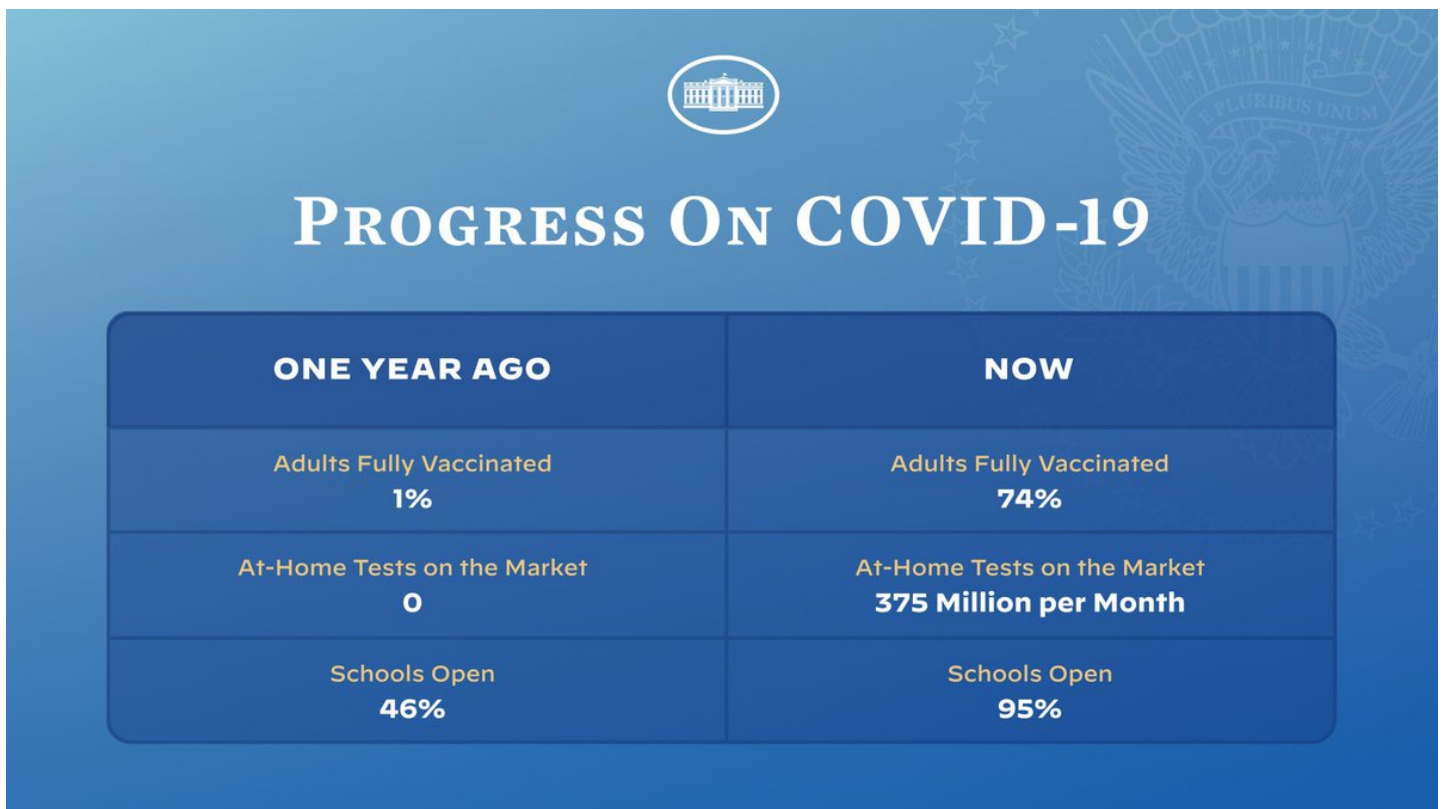 E PLURIBUS UNUM
PROGRESS ON COVID-19
ONE YEAR AGO
NOW
Adults Fully Vaccinated
1%
Adults Fully Vaccinated
74%
At-Home Tests on the Market
0
At-Home Tests on the Market
375 Million per Month
Schools Open
46%
Schools Open
95%